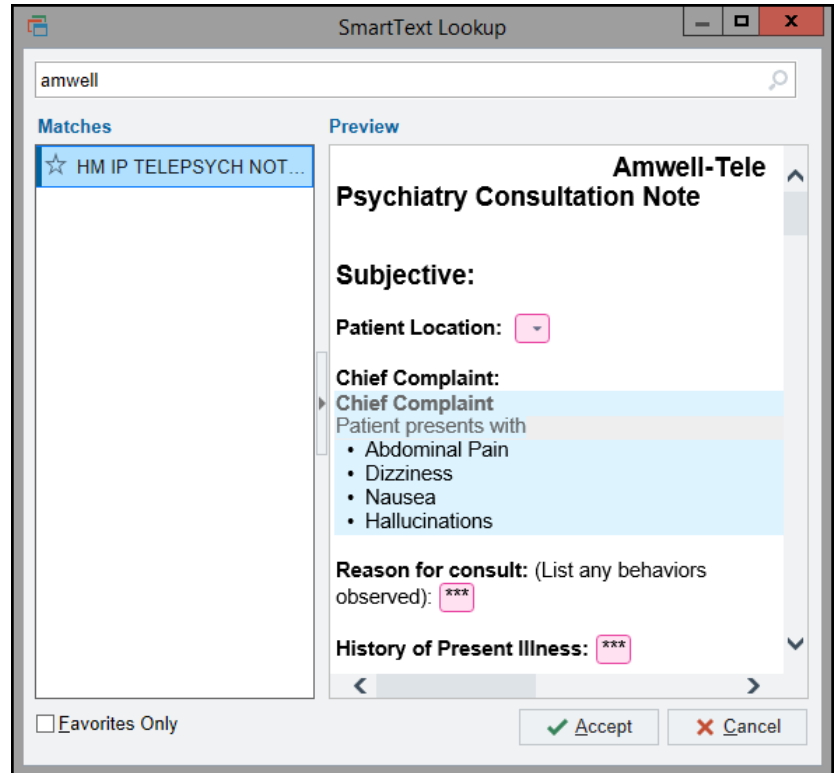 SmartText Lookup
amwell
Matches
HM IP TELEPSYCH NOT...
Preview
Amwell-Tele
Psychiatry Consultation Note
Subjective:
Patient Location:
Chief Complaint:
Chief Complaint
Patient presents with
• Abdominal Pain
• Dizziness
• Nausea
• Hallucinations
Reason for consult: (List any behaviors
observed): ***
History of Present Illness: ***
Favorites Only
Accept
Cancel